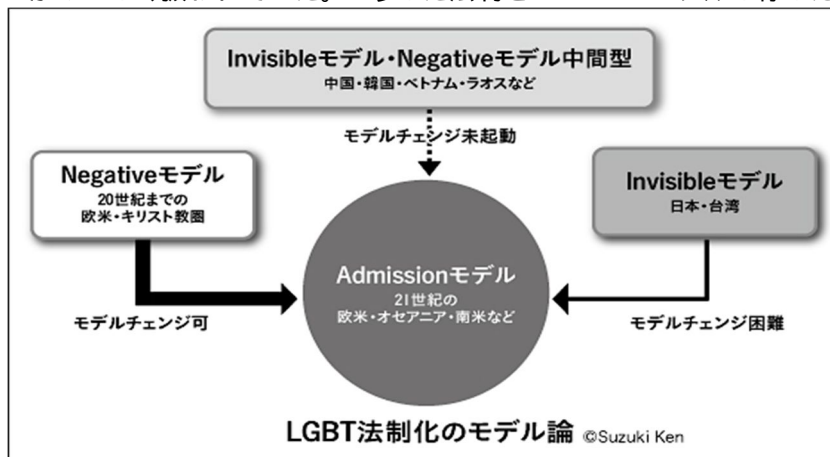 Invisibleモデル・Negativeモデル中間型
中国・韓国・ベトナム・ラオスなど
モデルチェンジ未起動
Negativeモデル
20世紀までの
欧米・キリスト教圏
Invisibleモデル
日本・台湾
Admissionモデル
21世紀の
欧米・オセアニア・南米など
モデルチェンジ可
モデルチェンジ困難
LGBT法制化のモデル論 ©Suzuki Ken